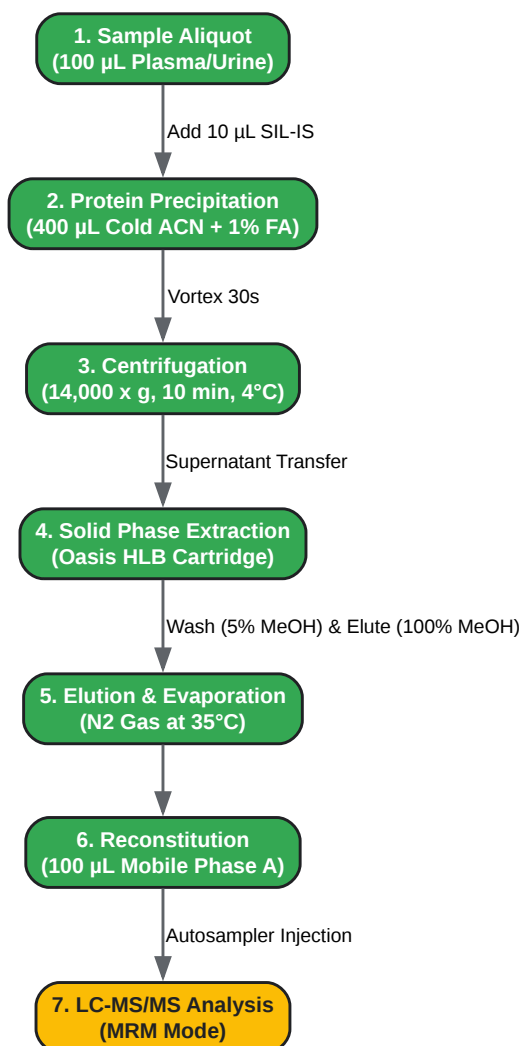 1. Sample Aliquot
(100 µL Plasma/Urine)
Add 10 µL SIL-IS
2. Protein Precipitation
(400 µL Cold ACN + 1% FA)
Vortex 30s
3. Centrifugation
(14,000 x g, 10 min, 4°C)
Supernatant Transfer
4. Solid Phase Extraction
(Oasis HLB Cartridge)
Wash (5% MeOH) & Elute (100% MeOH)
5. Elution & Evaporation
(N2 Gas at 35°C)
6. Reconstitution
(100 µL Mobile Phase A)
Autosampler Injection
7. LC-MS/MS Analysis
(MRM Mode)